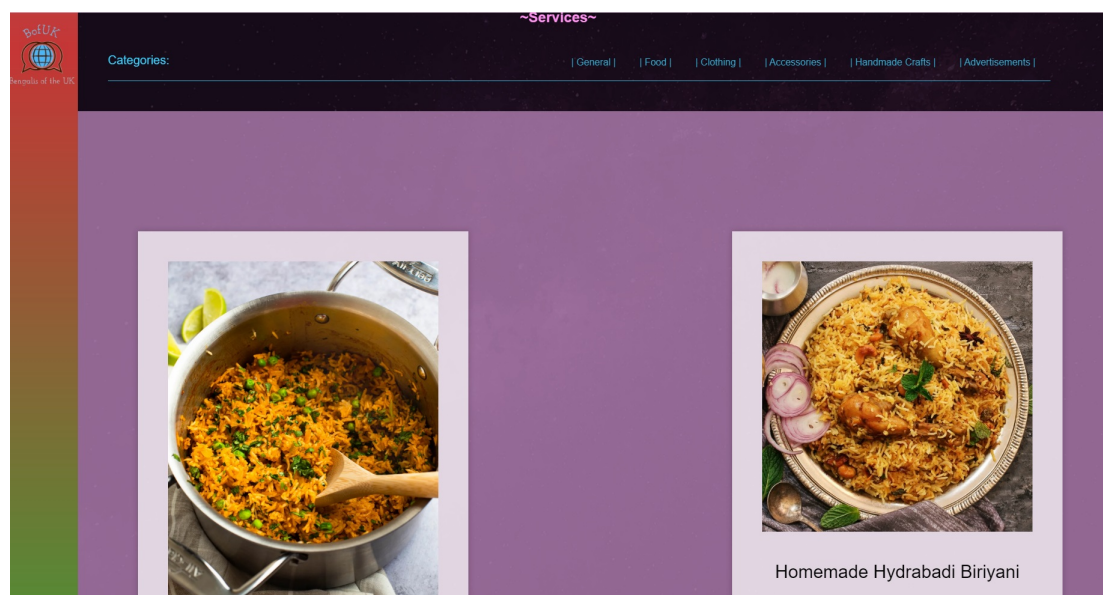 ~Services~
BofUK
Bengalis of the UK
Categories:
| General | | Food | | Clothing | | Accessories | | Handmade Crafts | | Advertisements |
Homemade Hydrabadi Biriyani